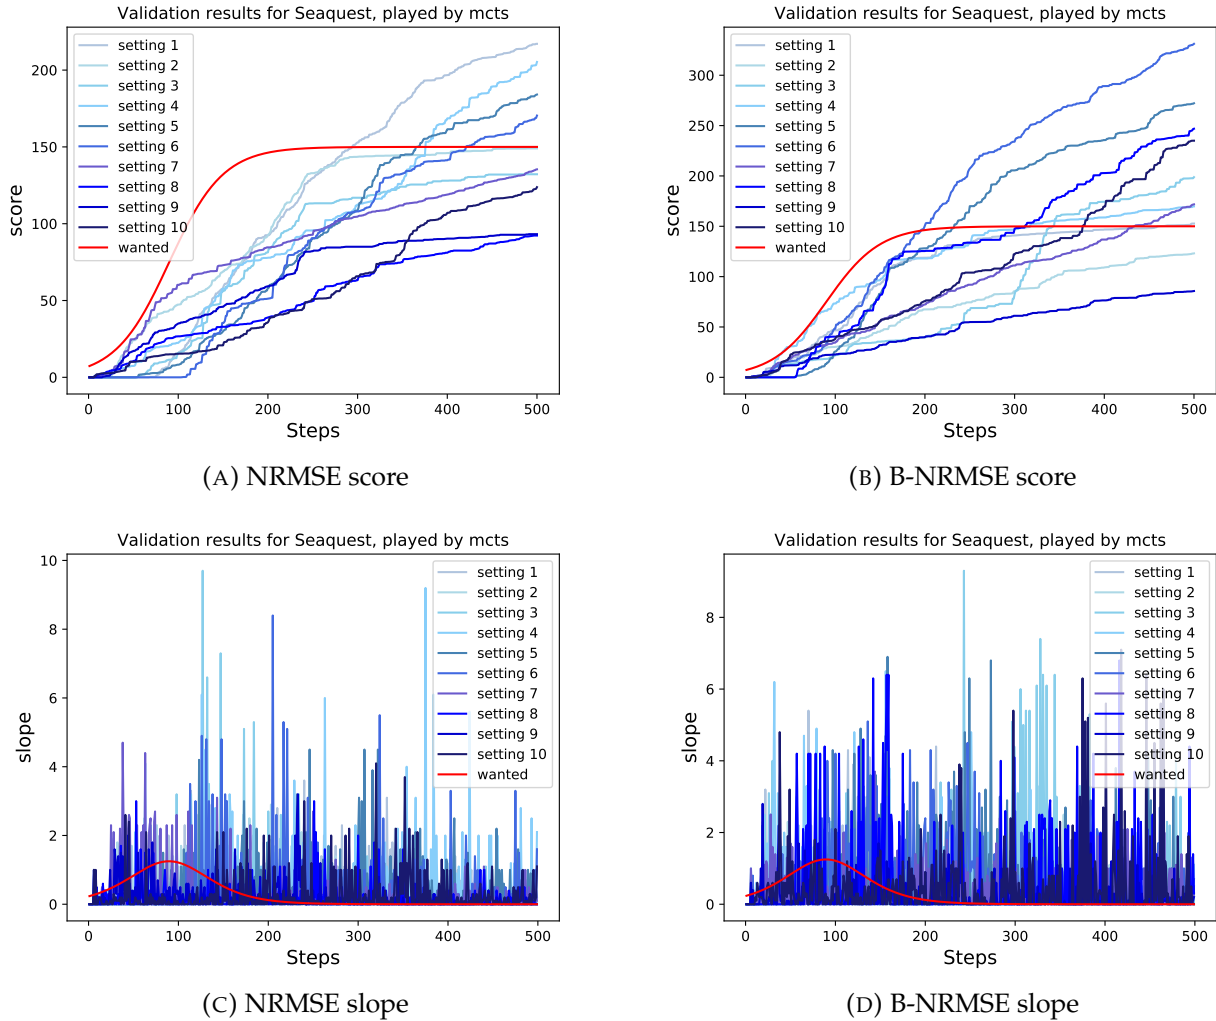 Validation results for Seaquest, played by mcts
score
200
150
100
50
0
setting 1
setting 2
setting 3
setting 4
setting 5
setting 6
setting 7
setting 8
setting 9
setting 10
wanted
0 100 200 300 400 500
Steps
(A) NRMSE score
Validation results for Seaquest, played by mcts
score
300
250
200
150
100
50
0
setting 1
setting 2
setting 3
setting 4
setting 5
setting 6
setting 7
setting 8
setting 9
setting 10
wanted
0 100 200 300 400 500
Steps
(B) B-NRMSE score
Validation results for Seaquest, played by mcts
slope
10
8
6
4
2
0
setting 1
setting 2
setting 3
setting 4
setting 5
setting 6
setting 7
setting 8
setting 9
setting 10
wanted
0 100 200 300 400 500
Steps
(C) NRMSE slope
Validation results for Seaquest, played by mcts
slope
8
6
4
2
0
setting 1
setting 2
setting 3
setting 4
setting 5
setting 6
setting 7
setting 8
setting 9
setting 10
wanted
0 100 200 300 400 500
Steps
(D) B-NRMSE slope